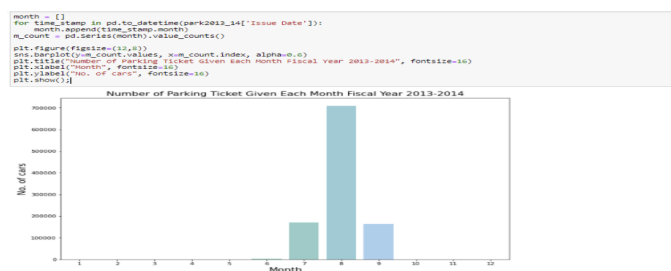 month = []
for time_stamp in pd.to_datetime(park2013_14['Issue Date']):
    month.append(time_stamp.month)
m_count = pd.Series(month).value_counts()

plt.figure(figsize=(12,8))
sns.barplot(y=m_count.values, x=m_count.index, alpha=0.6)
plt.title("Number of Parking Ticket Given Each Month Fiscal Year 2013-2014", fontsize=16)
plt.xlabel("Month", fontsize=16)
plt.ylabel("No. of cars", fontsize=16)
plt.show();
Number of Parking Ticket Given Each Month Fiscal Year 2013-2014
700000
600000
500000
400000
300000
200000
100000
0
No. of cars
1 2 3 4 5 6 7 8 9 10 11 12
Month